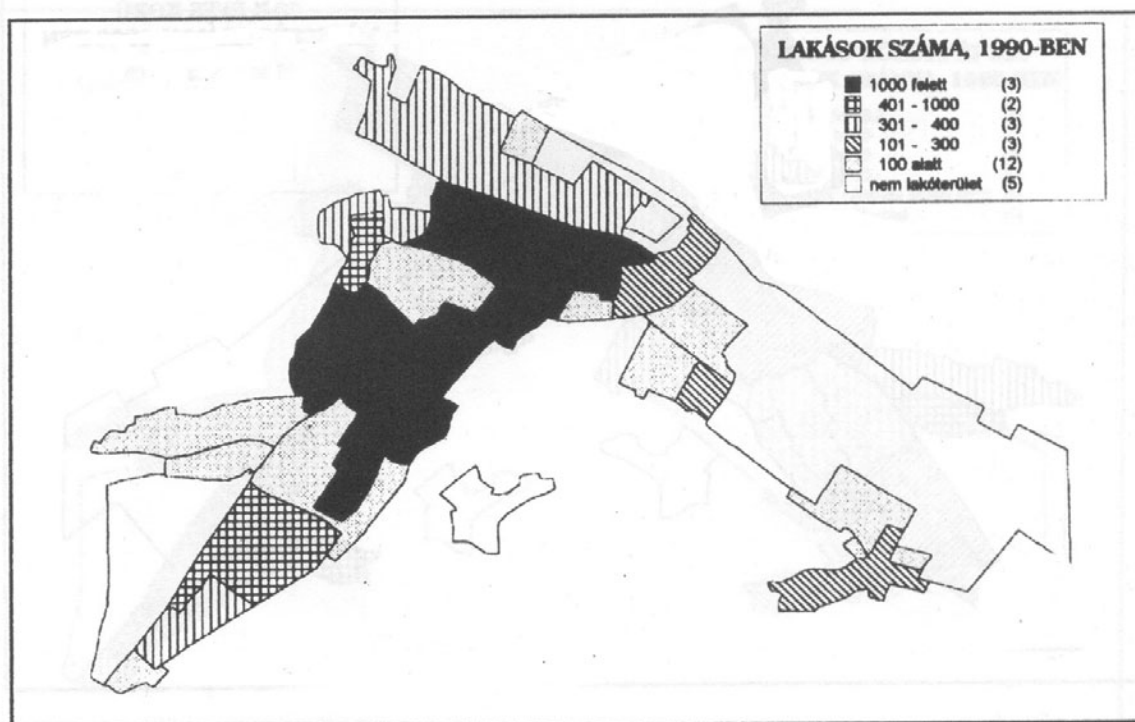 LAKÁSOK SZÁMA, 1990-BEN
1000 felett (3)
401 - 1000 (2)
301 - 400 (3)
101 - 300 (3)
100 alatt (12)
nem lakóterület (5)